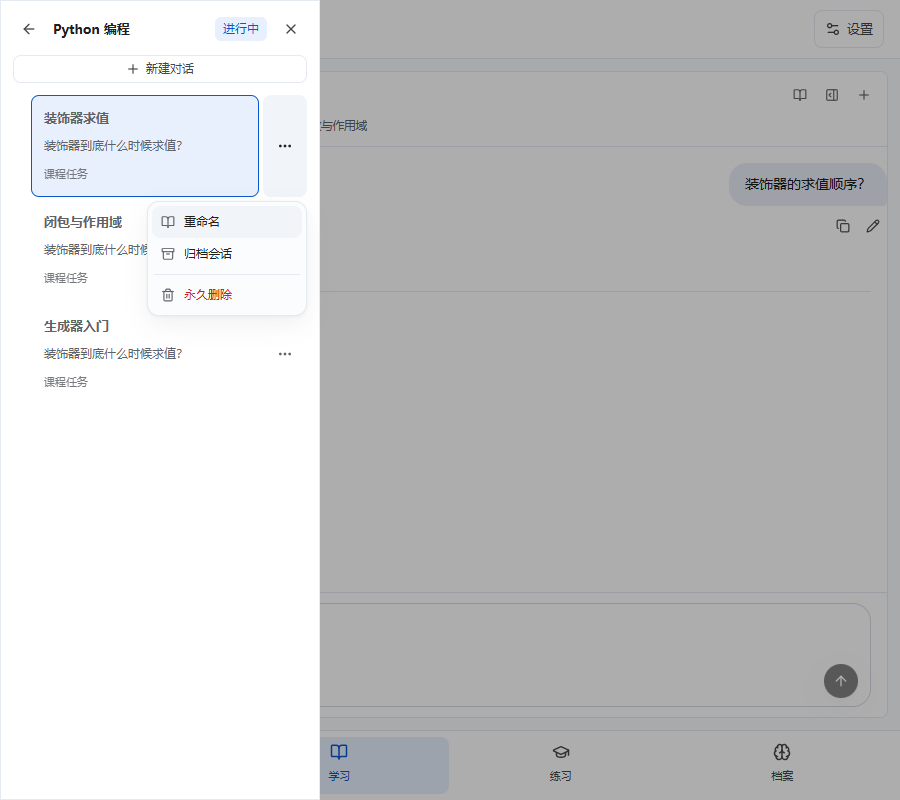 Python 编程
进行中
新建对话
装饰器求值
装饰器到底什么时候求值?
课程任务
闭包与作用域
装饰器到底什么时候
课程任务
重命名
归档会话
永久删除
生成器入门
装饰器到底什么时候求值?
课程任务
设置
与作用域
装饰器的求值顺序?
学习
练习
档案